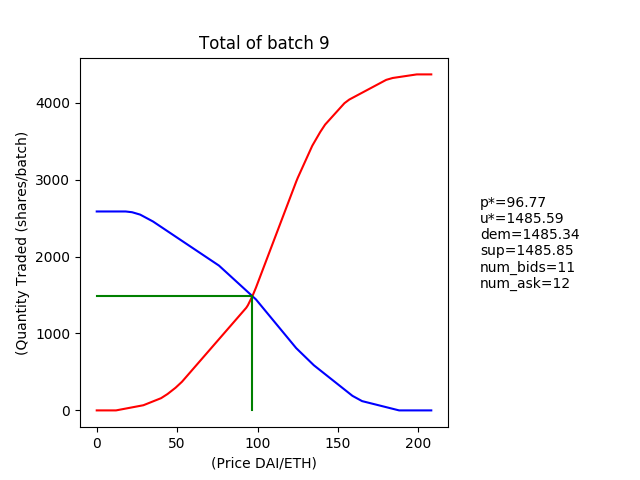 Total of batch 9
(Quantity Traded (shares/batch)
4000
3000
2000
1000
0
0 50 100 150 200
(Price DAI/ETH)
p*=96.77
u*=1485.59
dem=1485.34
sup=1485.85
num_bids=11
num_ask=12